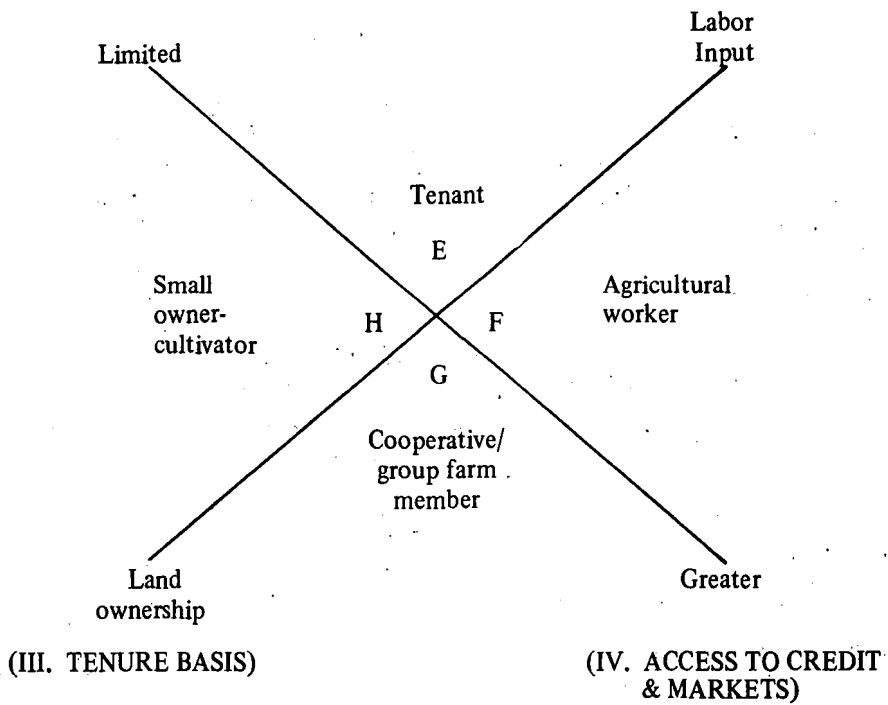 Limited
Labor
Input
Tenant
E
Small
owner-
cultivator
H
F
Agricultural
worker
G
Cooperative/
group farm
member
Land
ownership
Greater
(III. TENURE BASIS)
(IV. ACCESS TO CREDIT
& MARKETS)